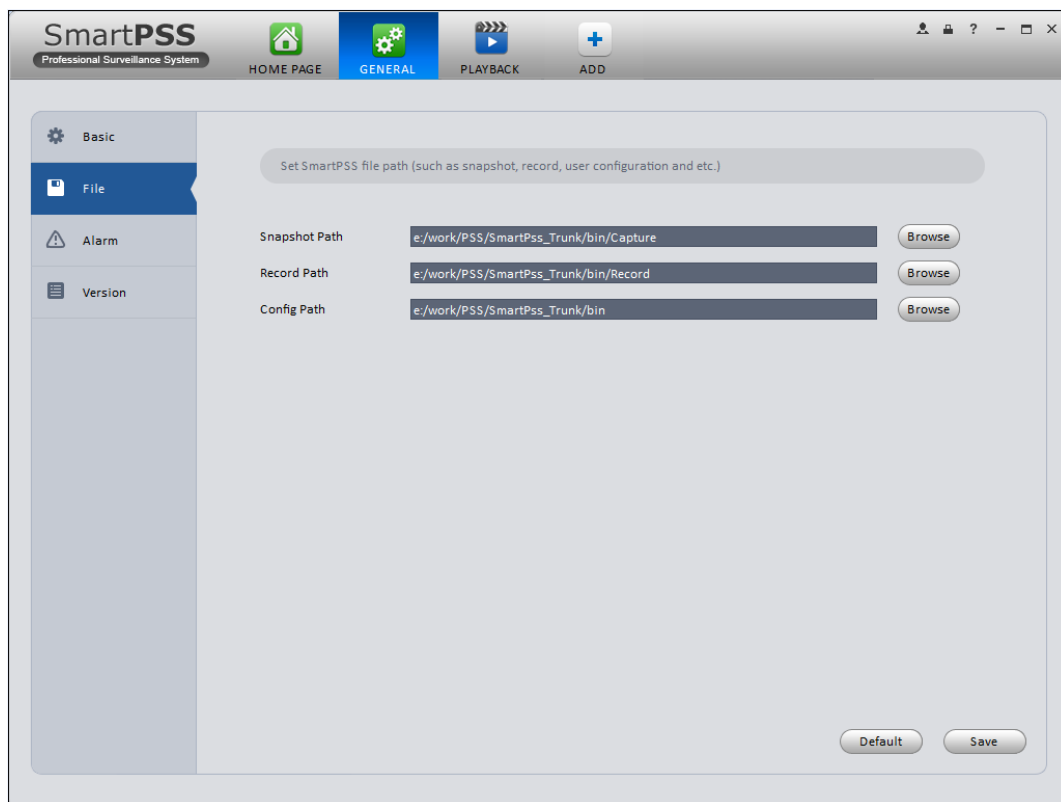 SmartPSS
Professional Surveillance System
HOME PAGE
GENERAL
PLAYBACK
ADD
?
Basic
File
Alarm
Version
Set SmartPSS file path (such as snapshot, record, user configuration and etc.)
Snapshot Path e:/work/PSS/SmartPss_Trunk/bin/Capture Browse
Record Path e:/work/PSS/SmartPss_Trunk/bin/Record Browse
Config Path e:/work/PSS/SmartPss_Trunk/bin Browse
Default Save